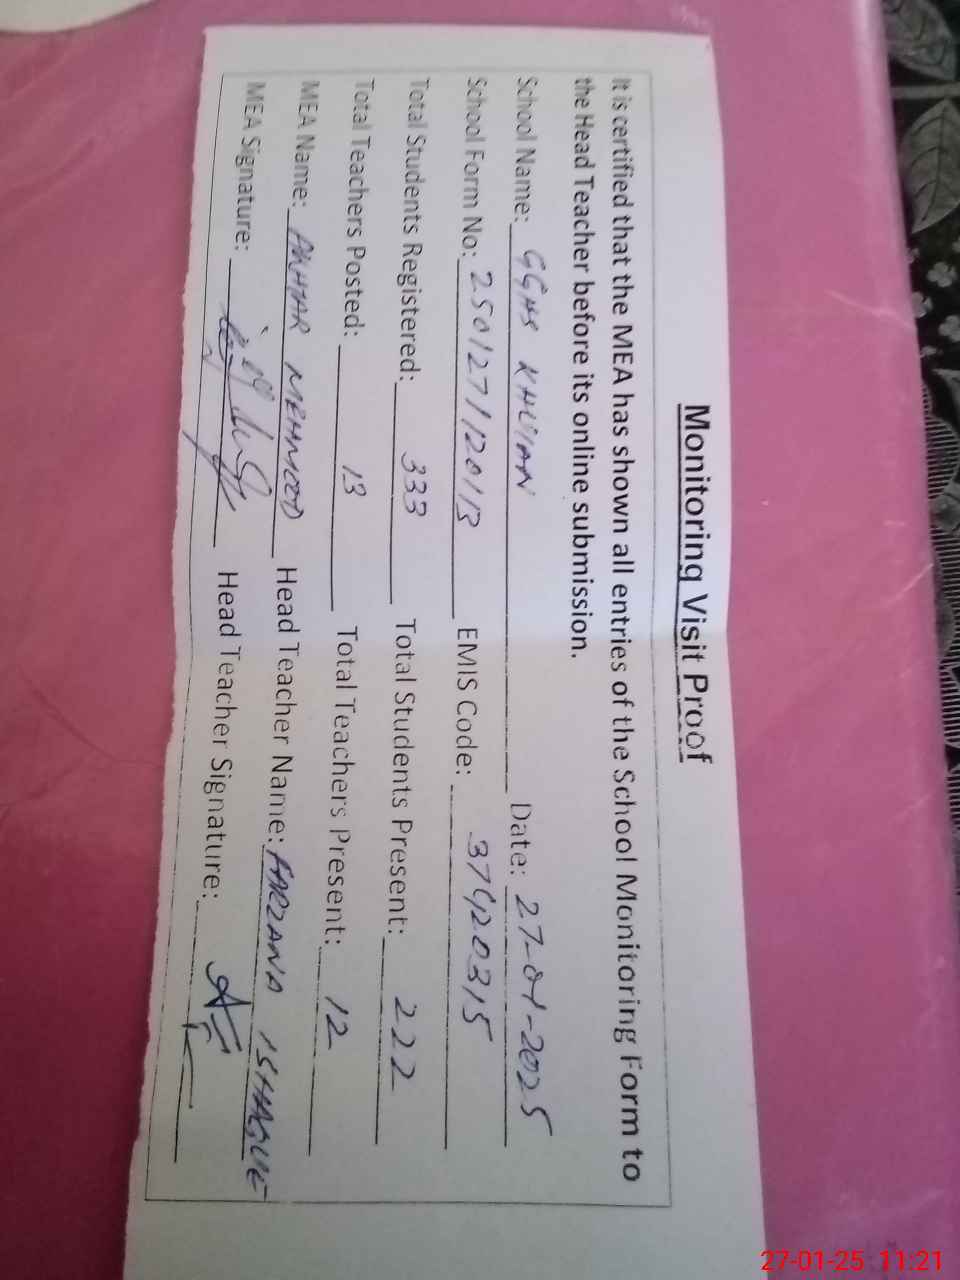 Monitoring Visit Proof
It is certified that the MEA has shown all entries of the School Monitoring Form to
the Head Teacher before its online submission.
School Name: GGHS Date: 27-01-2025
School Form No: 2501271120113 EMIS Code: 37420315
Total Students Registered: 333 Total Students Present: 222
Total Teachers Posted: 13 Total Teachers Present: 12
MEA Name: AKHTAR MEHMOOD Head Teacher Name: FARZANA ISHAQUE
MEA Signature: Head Teacher Signature:
27-01-25 11:21